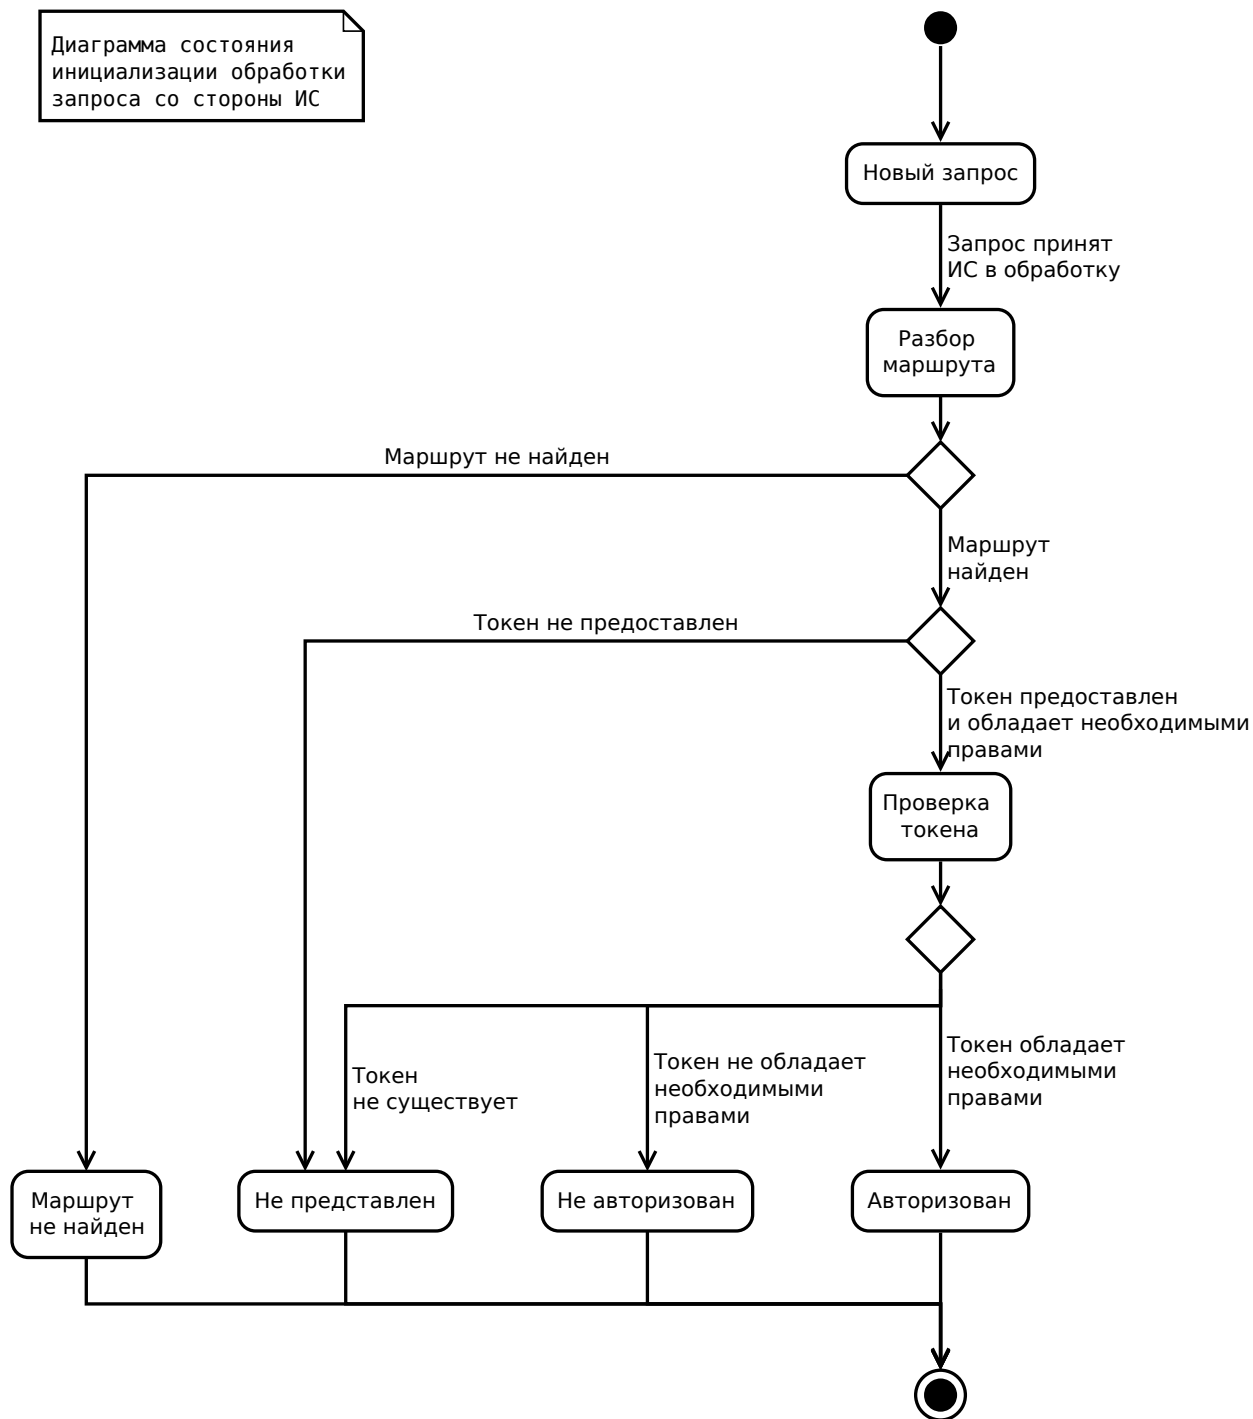 Диаграмма состояния
инициализации обработки
запроса со стороны ИС
Новый запрос
Запрос принят
ИС в обработку
Разбор
маршрута
Маршрут не найден
Маршрут
найден
Токен не предоставлен
Токен предоставлен
и обладает необходимыми
правами
Проверка
токена
Токен
не существует
Токен не обладает
необходимыми
правами
Токен обладает
необходимыми
правами
Маршрут
не найден
Не представлен
Не авторизован
Авторизован